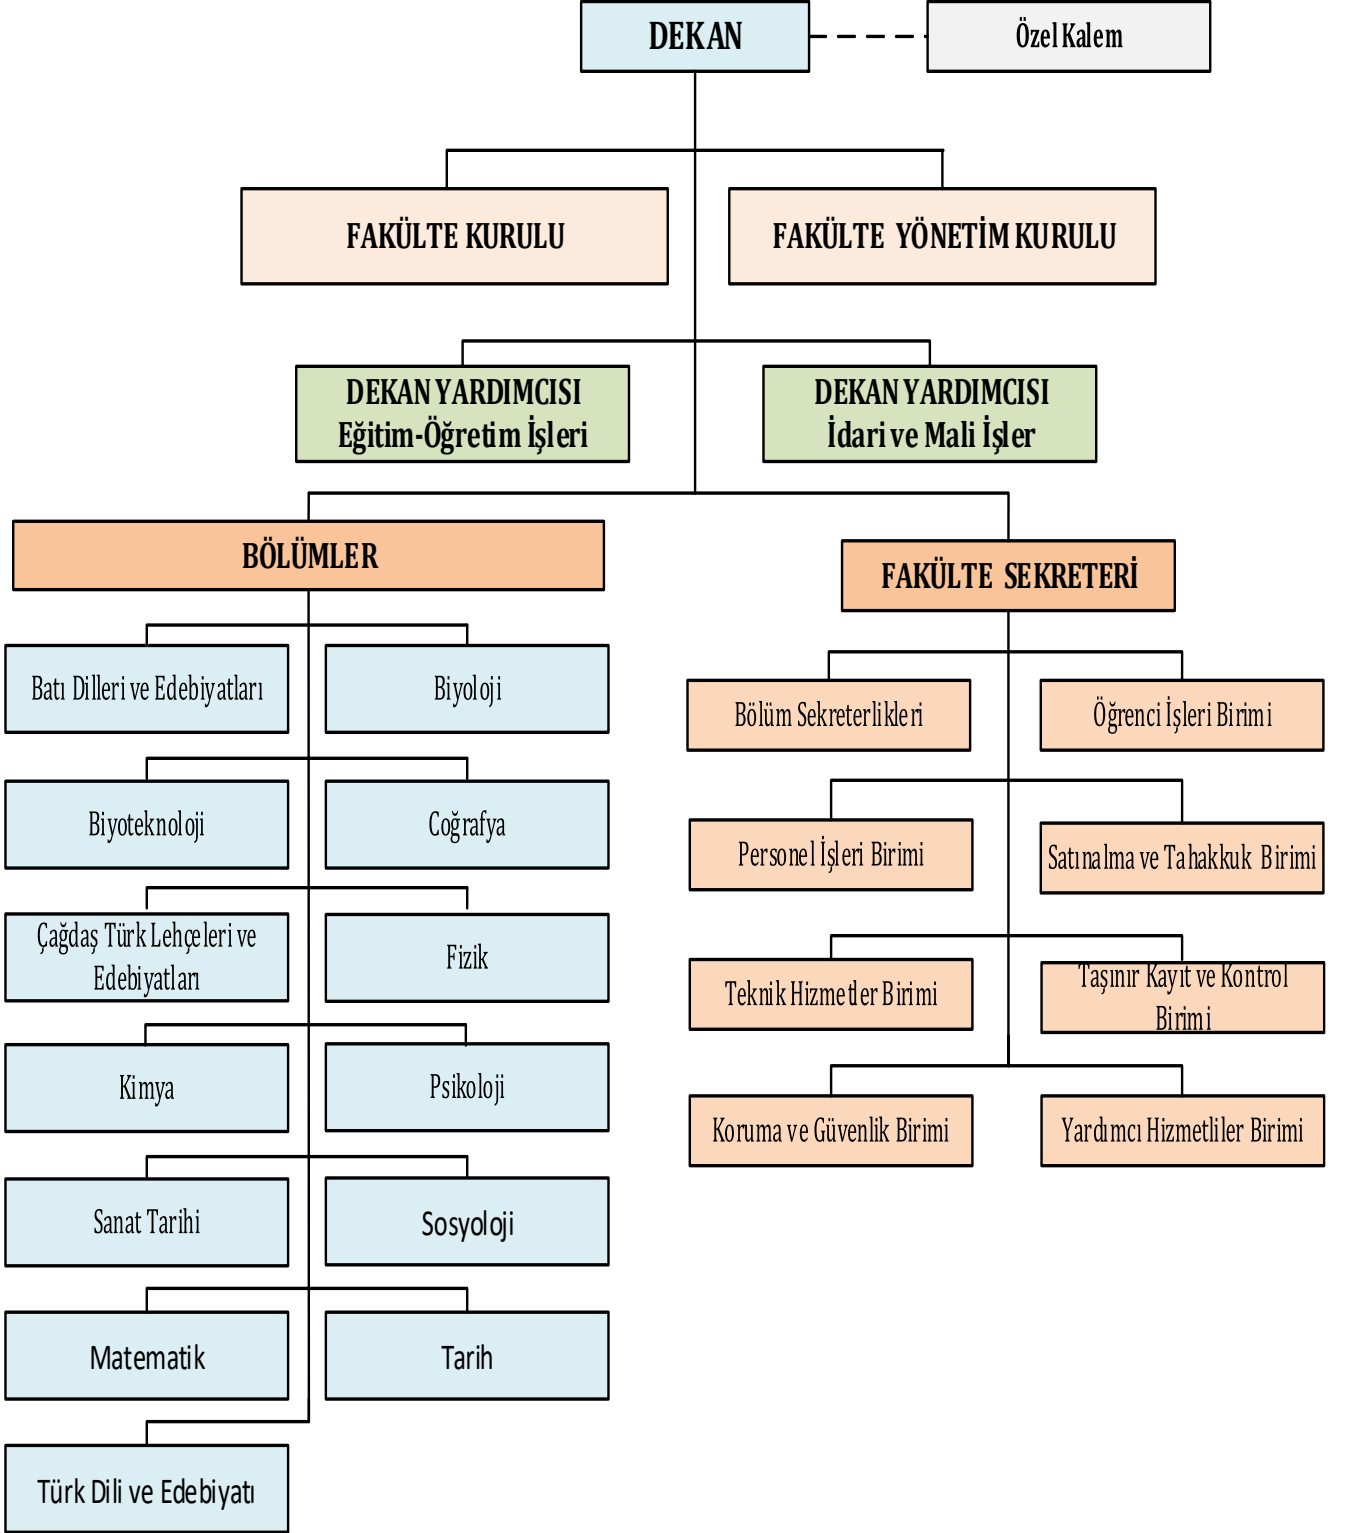 DEKAN
Özel Kalem
FAKÜLTE KURULU
FAKÜLTE YÖNETİM KURULU
DEKAN YARDIMCISI
Eğitim-Öğretim İşleri
DEKAN YARDIMCISI
İdari ve Mali İşler
BÖLÜMLER
FAKÜLTE SEKRETERİ
Batı Dilleri ve Edebiyatları
Biyoloji
Bölüm Sekreterlikleri
Öğrenci İşleri Birimi
Biyoteknoloji
Coğrafya
Personel İşleri Birimi
Satınalma ve Tahakkuk Birimi
Çağdaş Türk Lehçeleri ve
Edebiyatları
Fizik
Teknik Hizmetler Birimi
Taşınır Kayıt ve Kontrol
Birimi
Kimya
Psikoloji
Koruma ve Güvenlik Birimi
Yardımcı Hizmetliler Birimi
Sanat Tarihi
Sosyoloji
Matematik
Tarih
Türk Dili ve Edebiyatı